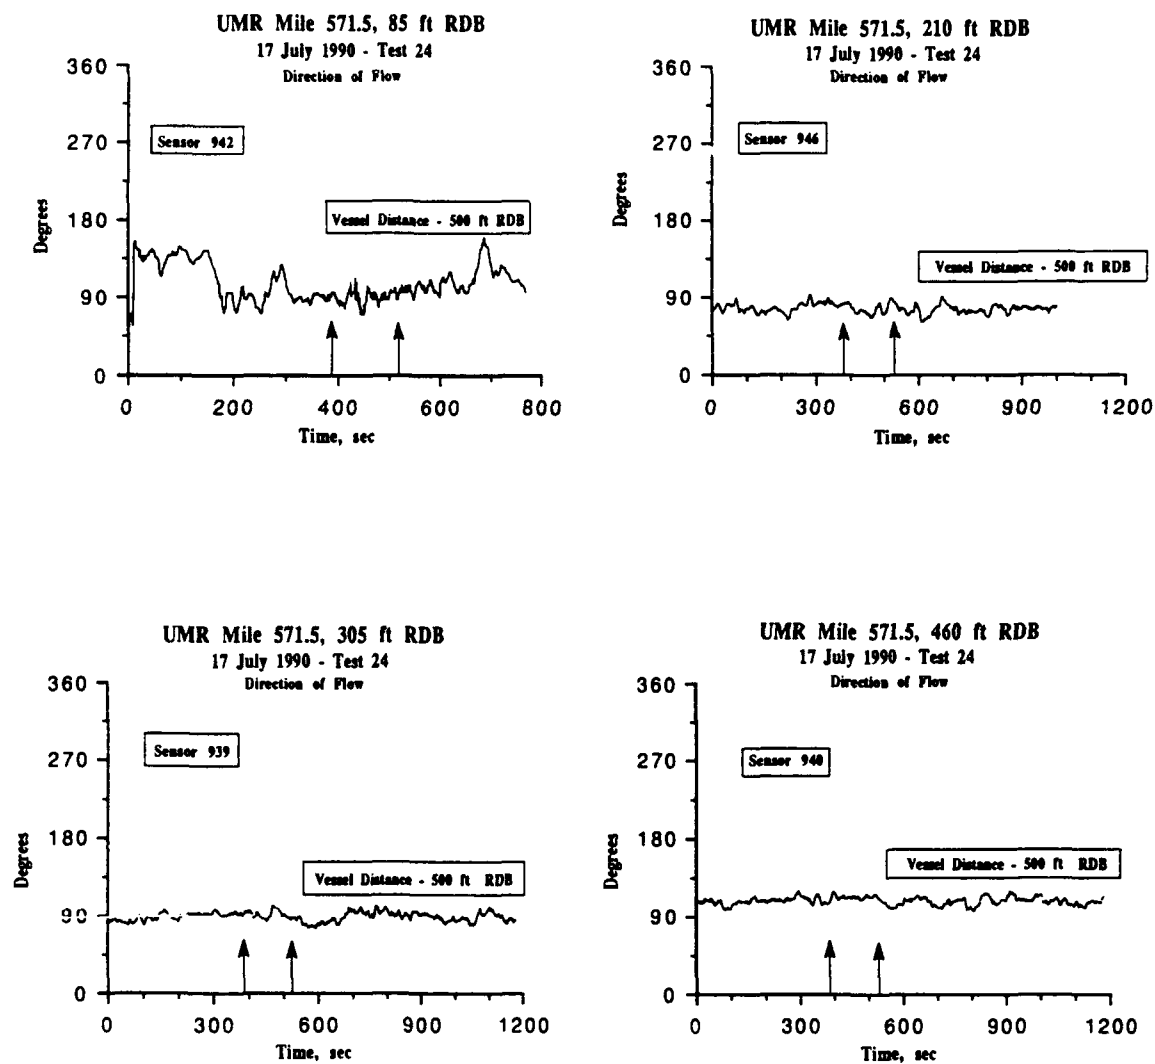 UMR Mile 571.5, 85 ft RDB
17 July 1990 - Test 24
Direction of Flow
360
270
180
90
0
Degrees
Sensor 942
Vessel Distance - 500 ft RDB
0 200 400 600 800
Time, sec
UMR Mile 571.5, 210 ft RDB
17 July 1990 - Test 24
Direction of Flow
360
270
180
90
0
Degrees
Sensor 946
Vessel Distance - 500 ft RDB
0 300 600 900 1200
Time, sec
UMR Mile 571.5, 305 ft RDB
17 July 1990 - Test 24
Direction of Flow
360
270
180
90
0
Degrees
Sensor 939
Vessel Distance - 500 ft RDB
0 300 600 900 1200
Time, sec
UMR Mile 571.5, 460 ft RDB
17 July 1990 - Test 24
Direction of Flow
360
270
180
90
0
Degrees
Sensor 940
Vessel Distance - 500 ft RDB
0 300 600 900 1200
Time, sec